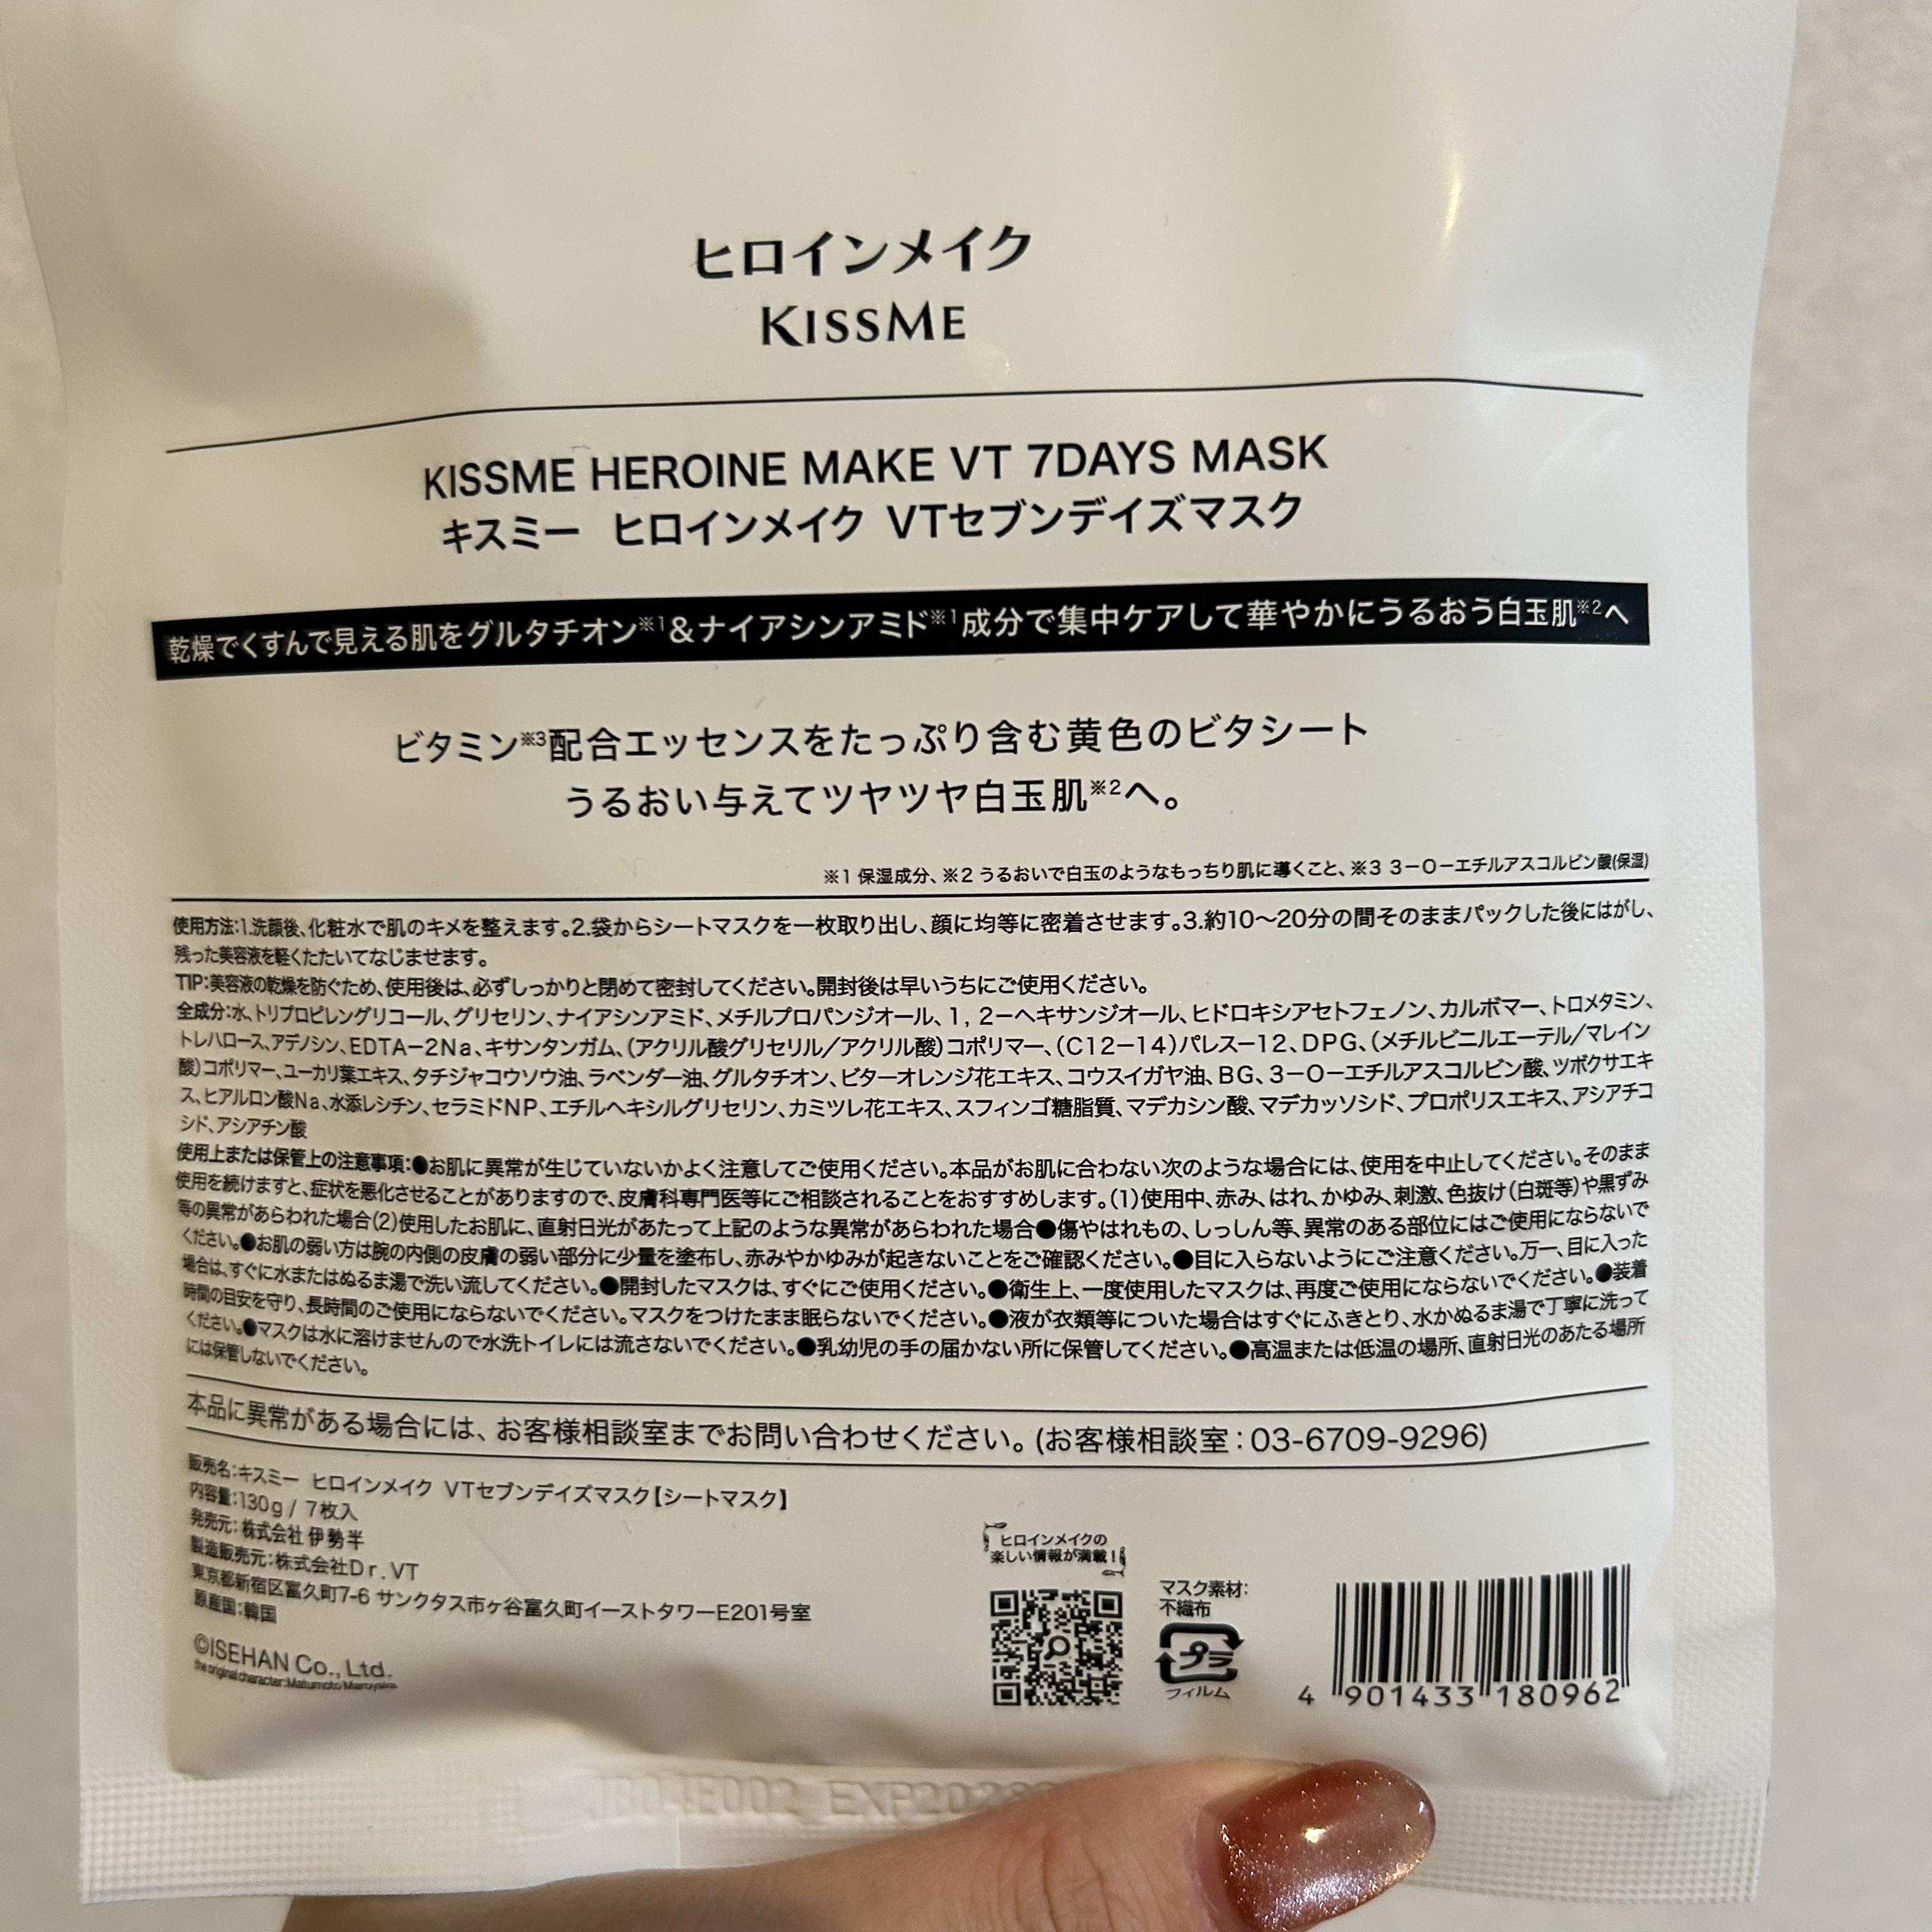 ヒロインメイク
KISSME
KISSME HEROINE MAKE VT 7DAYS MASK
キスミー ヒロインメイク VTセブンデイズマスク
乾燥でくすんで見える肌をグルタチオン※1&ナイアシンアミド※1成分で集中ケアして華やかにうるおう白玉肌※2へ
ビタミン※3配合エッセンスをたっぷり含む黄色のビタシート
うるおい与えてツヤツヤ白玉肌※2へ。
※1 保湿成分、※2 うるおいで白玉のようなもっちり肌に導くこと、※3 3－O－エチルアスコルビン酸(保湿)
使用方法:1.洗顔後、化粧水で肌のキメを整えます。2.袋からシートマスクを一枚取り出し、顔に均等に密着させます。3.約10～20分の間そのままパックした後にはがし、
残った美容液を軽くたたいてなじませます。
TIP:美容液の乾燥を防ぐため、使用後は、必ずしっかりと閉めて密封してください。開封後は早いうちにご使用ください。
全成分:水、トリプロピレングリコール、グリセリン、ナイアシンアミド、メチルプロパンジオール、1，2－ヘキサンジオール、ヒドロキシアセトフェノン、カルボマー、トロメタミン、
トレハロース、アデノシン、EDTA－2Na、キサンタンガム、（アクリル酸グリセリル／アクリル酸）コポリマー、（C12－14）パレス－12、DPG、（メチルビニルエーテル／マレイン
酸）コポリマー、ユーカリ葉エキス、タチジャコウソウ油、ラベンダー油、グルタチオン、ビターオレンジ花エキス、コウスイガヤ油、BG、3－O－エチルアスコルビン酸、ツボクサエキ
ス、ヒアルロン酸Na、水添レシチン、セラミドNP、エチルヘキシルグリセリン、カミツレ花エキス、スフィンゴ糖脂質、マデカシン酸、マデカッソシド、プロポリスエキス、アシアチコ
シド、アシアチン酸
使用上または保管上の注意事項:●お肌に異常が生じていないかよく注意してご使用ください。本品がお肌に合わない次のような場合には、使用を中止してください。そのまま
使用を続けますと、症状を悪化させることがありますので、皮膚科専門医等にご相談されることをおすすめします。(1)使用中、赤み、はれ、かゆみ、刺激、色抜け(白斑等)や黒ずみ
等の異常があらわれた場合(2)使用したお肌に、直射日光があたって上記のような異常があらわれた場合●傷やはれもの、しっしん等、異常のある部位にはご使用にならないで
ください。●お肌の弱い方は腕の内側の皮膚の弱い部分に少量を塗布し、赤みやかゆみが起きないことをご確認ください。●目に入らないようにご注意ください。万一、目に入った
場合は、すぐに水またはぬるま湯で洗い流してください。●開封したマスクは、すぐにご使用ください。●衛生上、一度使用したマスクは、再度ご使用にならないでください。●装着
時間の目安を守り、長時間のご使用にならないでください。マスクをつけたまま眠らないでください。●液が衣類等についた場合はすぐにふきとり、水かぬるま湯で丁寧に洗って
ください。●マスクは水に溶けませんので水洗トイレには流さないでください。●乳幼児の手の届かない所に保管してください。●高温または低温の場所、直射日光のあたる場所
には保管しないでください。
本品に異常がある場合には、お客様相談室までお問い合わせください。(お客様相談室:03-6709-9296)
販売名:キスミー ヒロインメイク VTセブンデイズマスク【シートマスク】
内容量:130g / 7枚入
発売元:株式会社 伊勢半
製造販売元:株式会社Dr.VT
東京都新宿区富久町7-6 サンクタス市ヶ谷富久町イーストタワーE201号室
原産国:韓国
©ISEHAN Co., Ltd.
the original character:Matumoto Maroyaka
ヒロインメイクの
楽しい情報が満載！
マスク素材:
不織布
プラ
フィルム
4 901433 180962